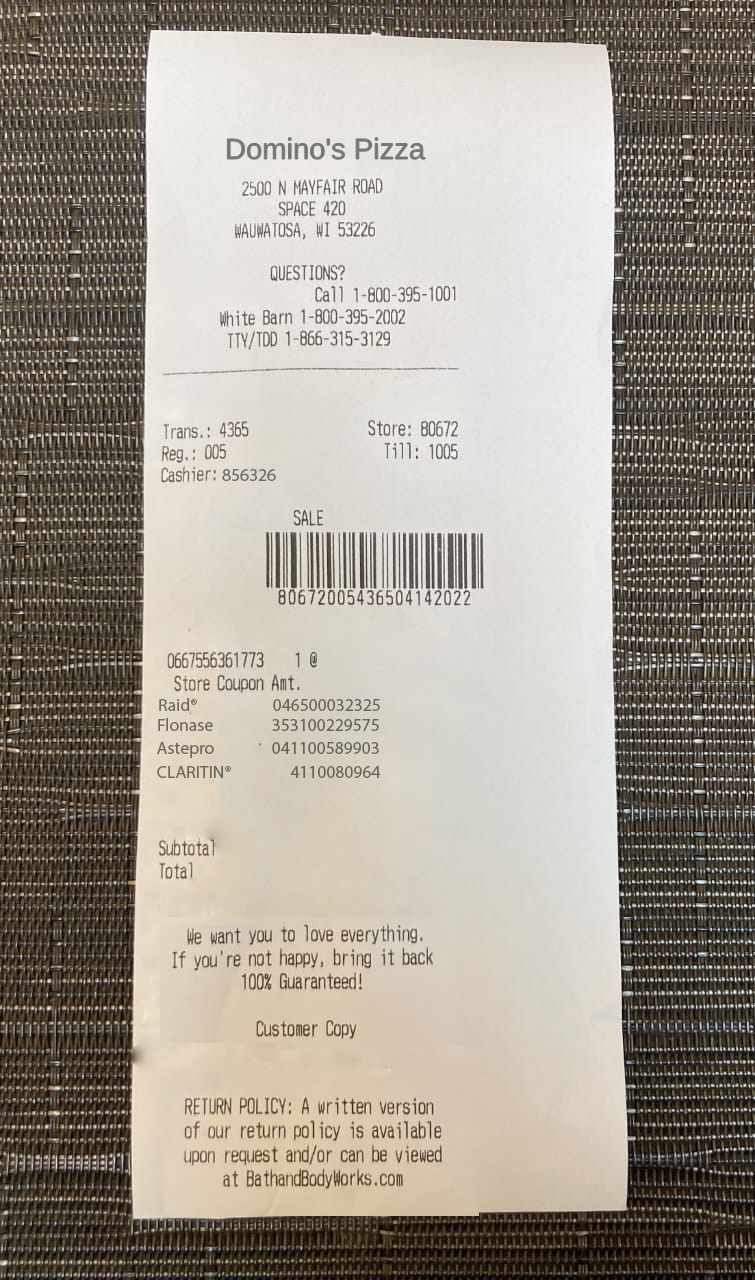 Domino's Pizza
2500 N MAYFAIR ROAD
SPACE 420
WAUWATOSA, WI 53226
QUESTIONS?
Call 1-800-395-1001
White Barn 1-800-395-2002
TTY/TDD 1-866-315-3129
Trans.: 4365 Store: 80672
Reg.: 005 Till: 1005
Cashier: 856326
SALE
80672005436504142022
0667556361773 1 @
Store Coupon Amt.
Raid® 046500032325
Flonase 353100229575
Astepro 041100589903
CLARITIN® 4110080964
Subtotal
Total
We want you to love everything.
If you're not happy, bring it back
100% Guaranteed!
Customer Copy
RETURN POLICY: A written version
of our return policy is available
upon request and/or can be viewed
at BathandBodyWorks.com